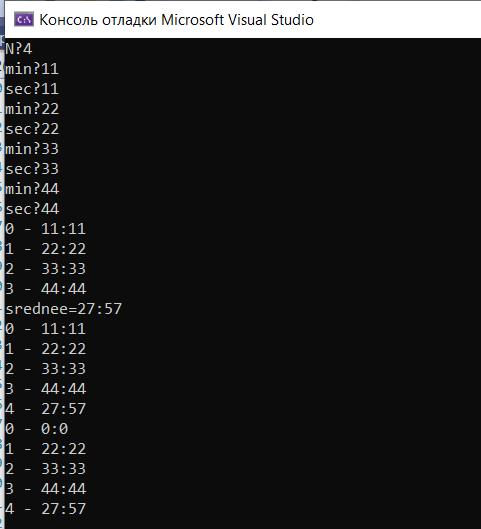 Консоль отладки Microsoft Visual Studio
N?4
min?11
sec?11
min?22
sec?22
min?33
sec?33
min?44
sec?44
0 - 11:11
1 - 22:22
2 - 33:33
3 - 44:44
srednee=27:57
0 - 11:11
1 - 22:22
2 - 33:33
3 - 44:44
4 - 27:57
0 - 0:0
1 - 22:22
2 - 33:33
3 - 44:44
4 - 27:57